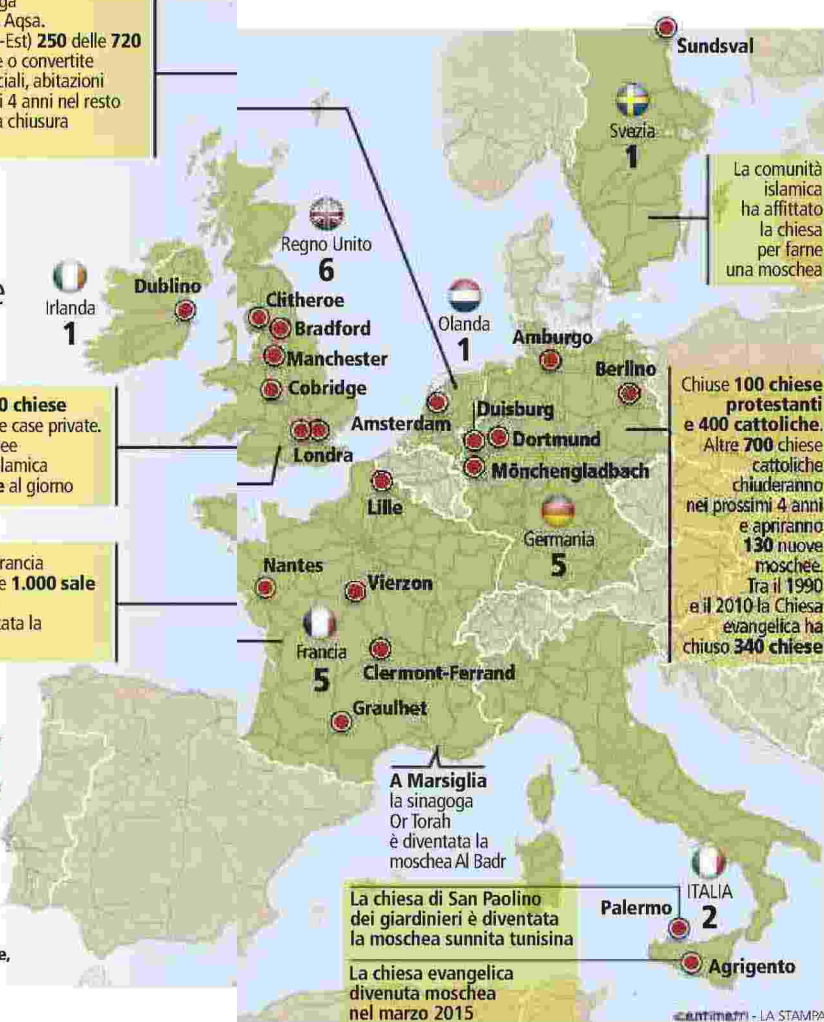 Aqsa.
-Est) 250 delle 720
e o convertite
ciali, abitazioni
i 4 anni nel resto
a chiusura
Sundsval
Svezia
1
La comunità
islamica
ha affittato
la chiesa
per farne
una moschea
Regno Unito
6
Irlanda
1
Dublino
Clitheroe
Bradford
Manchester
Cobridge
Londra
Olanda
1
Amsterdam
Amburgo
Berlino
Duisburg
Dortmund
Mönchengladbach
Germania
5
Chiuse 100 chiese
protestanti
e 400 cattoliche.
Altre 700 chiese
cattoliche
chiuderanno
nei prossimi 4 anni
e apriranno
130 nuove
moschee.
Tra il 1990
e il 2010 la Chiesa
evangelica ha
chiuso 340 chiese
0 chiese
e case private.
ee
lamica
e al giorno
Lille
Nantes
Vierzon
Francia
5
Clermont-Ferrand
Graulhet
rancia
e 1.000 sale
ata la
A Marsiglia
la sinagoga
Or Torah
è diventata la
moschea Al Badr
ITALIA
2
La chiesa di San Paolino
dei giardinieri è diventata
la moschea sunnita tunisina
Palermo
La chiesa evangelica
divenuta moschea
nel marzo 2015
Agrigento
e,
centimetri - LA STAMPA